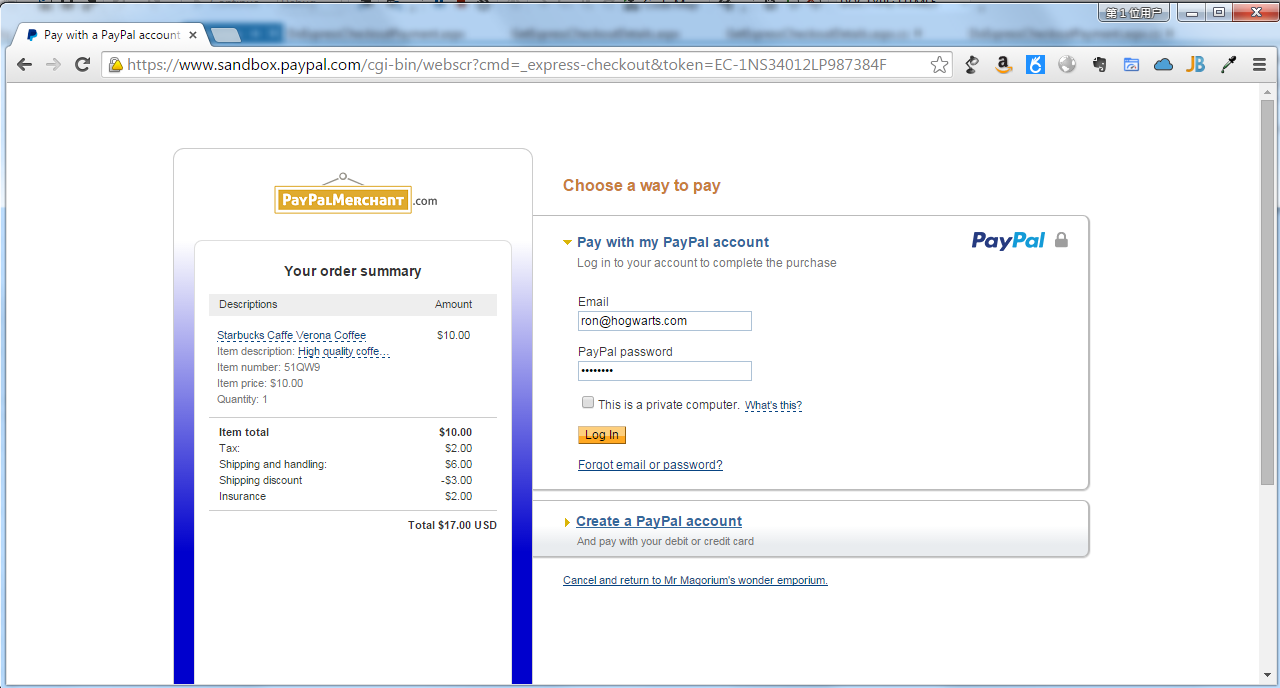 第 1 位用户
Pay with a PayPal account
https://www.sandbox.paypal.com/cgi-bin/webscr?cmd=_express-checkout&token=EC-1NS34012LP987384F
PayPalMerchant.com
Choose a way to pay
Pay with my PayPal account
PayPal
Log in to your account to complete the purchase
Your order summary
Descriptions Amount
Starbucks Caffe Verona Coffee $10.00
Item description: High quality coffe...
Item number: 51QW9
Item price: $10.00
Quantity: 1
Item total $10.00
Tax: $2.00
Shipping and handling: $6.00
Shipping discount -$3.00
Insurance $2.00
Total $17.00 USD
Email
ron@hogwarts.com
PayPal password
••••••••
This is a private computer. What's this?
Log In
Forgot email or password?
Create a PayPal account
And pay with your debit or credit card
Cancel and return to Mr Magorium's wonder emporium.